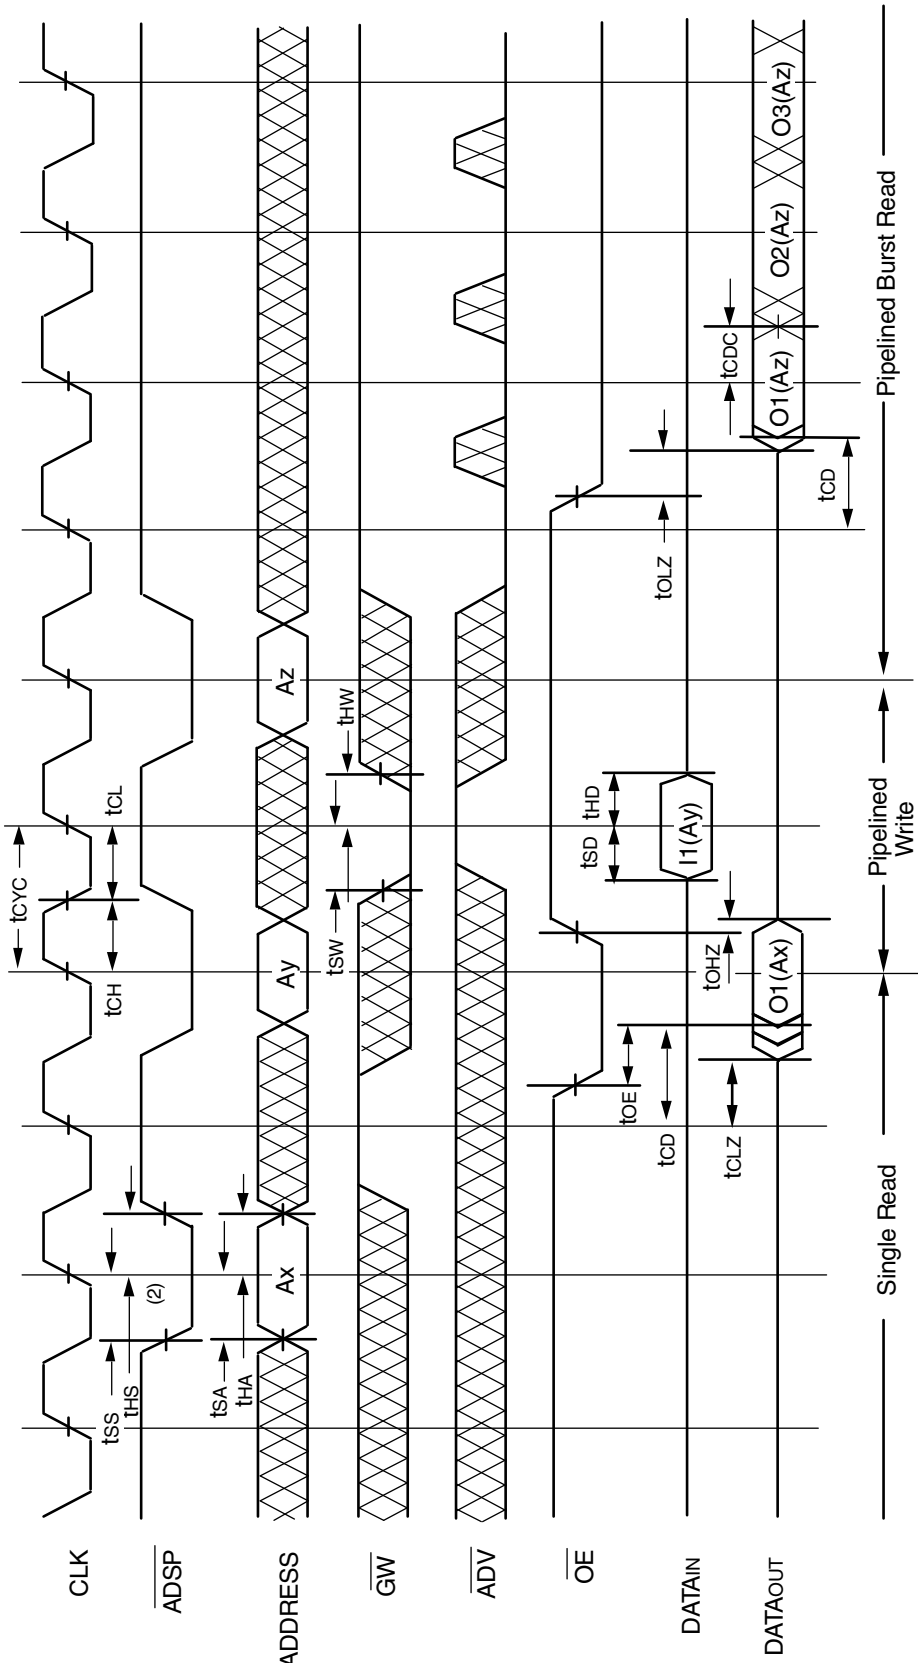 tCYC
CLK
tSS
tCH
tCL
tHS
(2)
ADSP
tSA
tHA
ADDRESS
Ax
Ay
Az
tSW
tHW
GW
ADV
OE
tSD
tHD
tOE
tOLZ
tCD
DATAIN
I1(Ay)
tOHZ
tCLZ
tCDC
DATAOUT
O1(Ax)
O1(Az)
O2(Az)
O3(Az)
tCD
Single Read
Pipelined
Write
Pipelined Burst Read